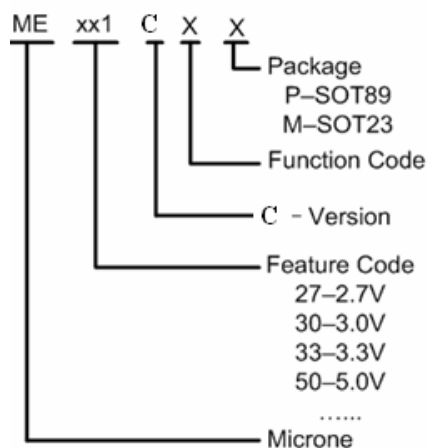 ME xx1 C X X
Package
P–SOT89
M–SOT23
Function Code
C – Version
Feature Code
27–2.7V
30–3.0V
33–3.3V
50–5.0V
......
Microne